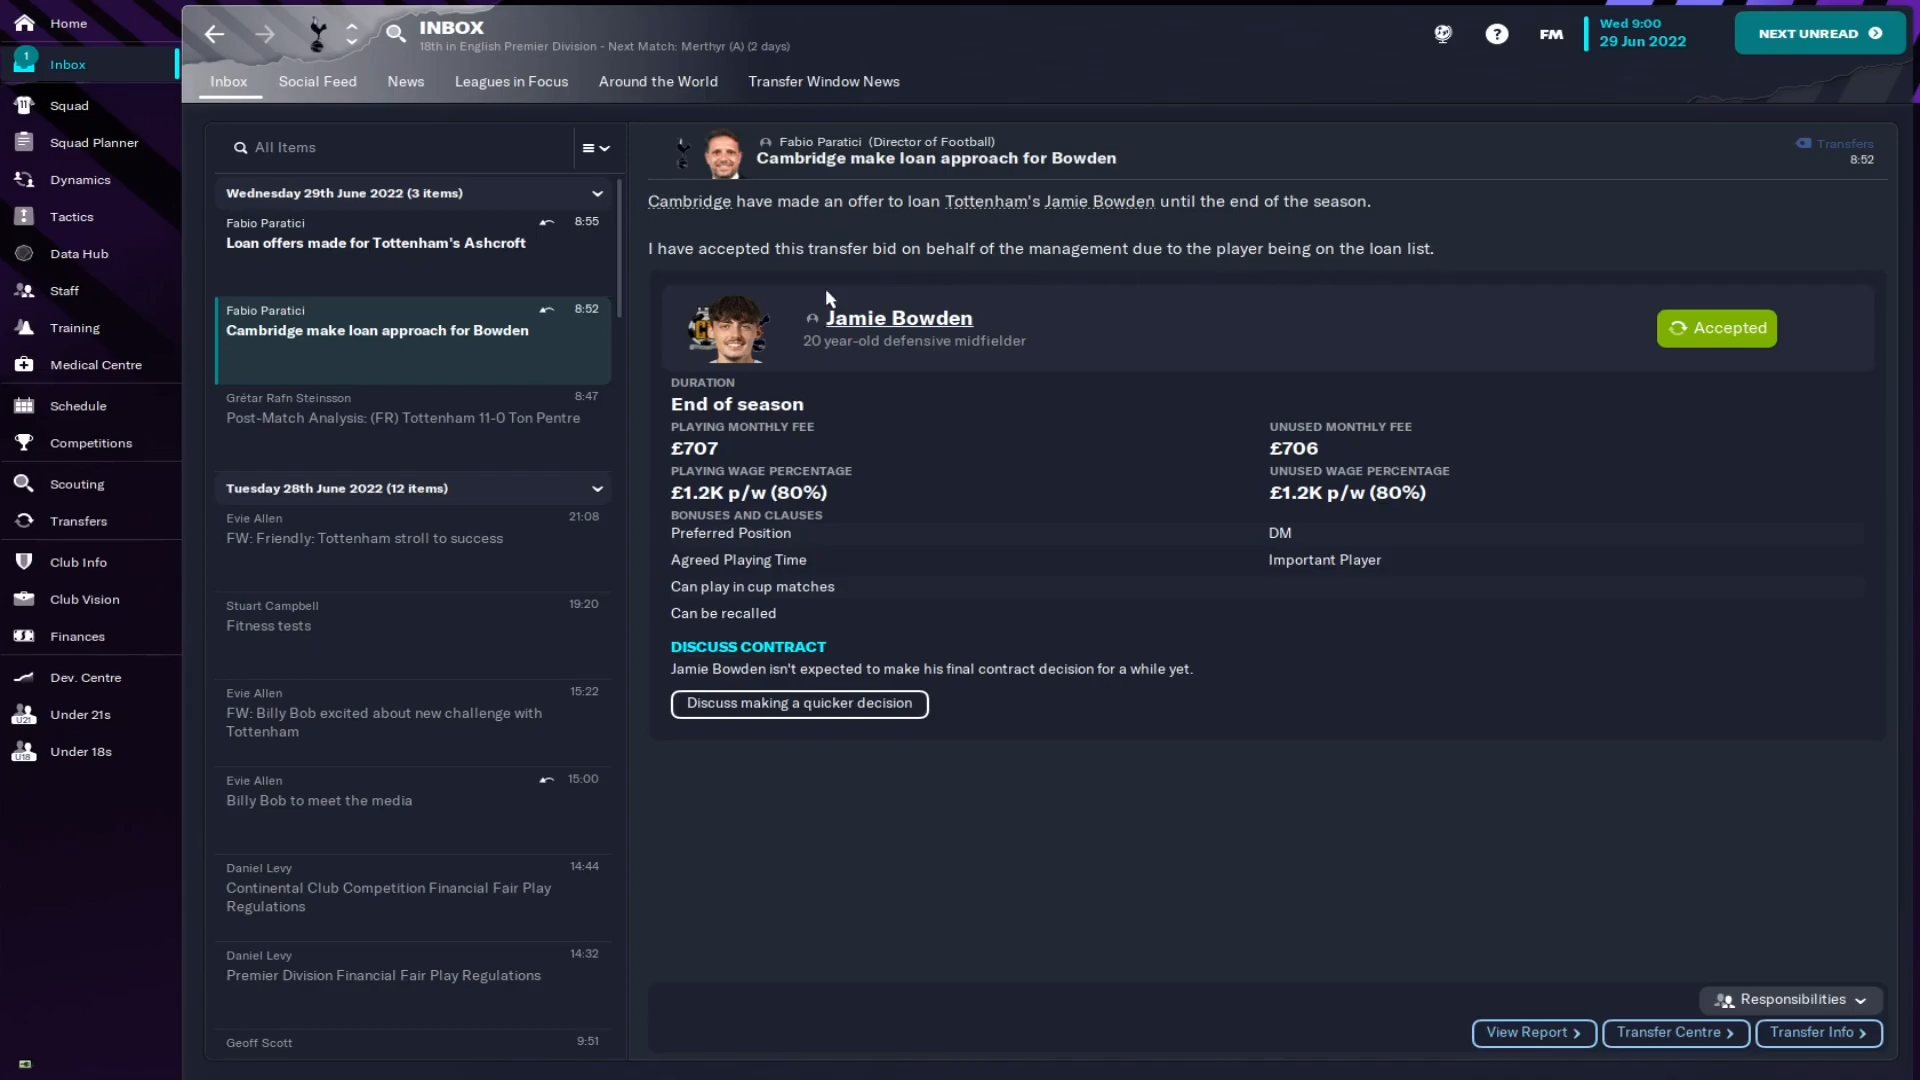 Home
1
Inbox
Squad
Squad Planner
Dynamics
Tactics
Data Hub
Staff
Training
Medical Centre
Schedule
Competitions
Scouting
Transfers
Club Info
Club Vision
Finances
Dev. Centre
U21
Under 21s
U18
Under 18s
INBOX
18th in English Premier Division - Next Match: Merthyr (A) (2 days)
?
FM
Wed 9:00
29 Jun 2022
NEXT UNREAD
Inbox
Social Feed
News
Leagues in Focus
Around the World
Transfer Window News
All Items
Wednesday 29th June 2022 (3 items)
Fabio Paratici
8:55
Loan offers made for Tottenham's Ashcroft
Fabio Paratici
8:52
Cambridge make loan approach for Bowden
Grétar Rafn Steinsson
8:47
Post-Match Analysis: (FR) Tottenham 11-0 Ton Pentre
Tuesday 28th June 2022 (12 items)
Evie Allen
21:08
FW: Friendly: Tottenham stroll to success
Stuart Campbell
19:20
Fitness tests
Evie Allen
15:22
FW: Billy Bob excited about new challenge with
Tottenham
Evie Allen
15:00
Billy Bob to meet the media
Daniel Levy
14:44
Continental Club Competition Financial Fair Play
Regulations
Daniel Levy
14:32
Premier Division Financial Fair Play Regulations
Geoff Scott
9:51
Fabio Paratici (Director of Football)
Cambridge make loan approach for Bowden
Transfers
8:52
Cambridge have made an offer to loan Tottenham's Jamie Bowden until the end of the season.
I have accepted this transfer bid on behalf of the management due to the player being on the loan list.
Jamie Bowden
20 year-old defensive midfielder
Accepted
DURATION
End of season
PLAYING MONTHLY FEE
UNUSED MONTHLY FEE
£707
£706
PLAYING WAGE PERCENTAGE
UNUSED WAGE PERCENTAGE
£1.2K p/w (80%)
£1.2K p/w (80%)
BONUSES AND CLAUSES
Preferred Position
DM
Agreed Playing Time
Important Player
Can play in cup matches
Can be recalled
DISCUSS CONTRACT
Jamie Bowden isn't expected to make his final contract decision for a while yet.
Discuss making a quicker decision
Responsibilities
View Report
Transfer Centre
Transfer Info